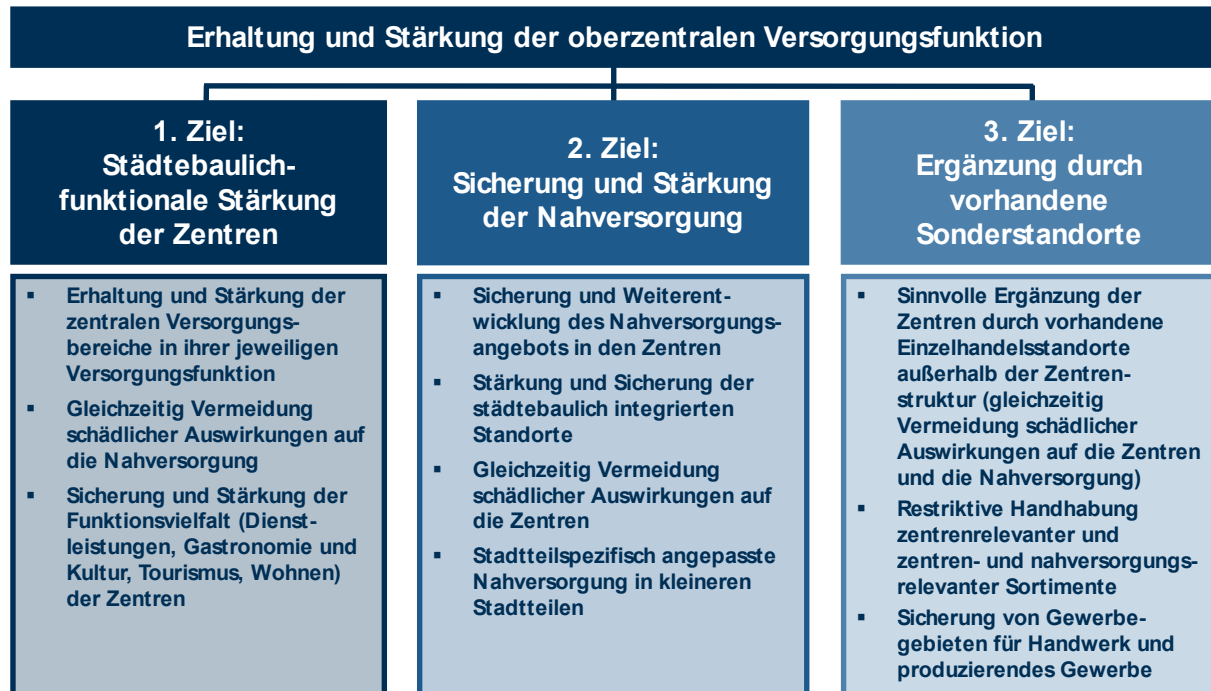 Erhaltung und Stärkung der oberzentralen Versorgungsfunktion
1. Ziel:
Städtebaulich-
funktionale Stärkung
der Zentren
▪ Erhaltung und Stärkung der
zentralen Versorgungs-
bereiche in ihrer jeweiligen
Versorgungsfunktion
▪ Gleichzeitig Vermeidung
schädlicher Auswirkungen auf
die Nahversorgung
▪ Sicherung und Stärkung der
Funktionsvielfalt (Dienst-
leistungen, Gastronomie und
Kultur, Tourismus, Wohnen)
der Zentren
2. Ziel:
Sicherung und Stärkung
der Nahversorgung
▪ Sicherung und Weiterent-
wicklung des Nahversorgungs-
angebots in den Zentren
▪ Stärkung und Sicherung der
städtebaulich integrierten
Standorte
▪ Gleichzeitig Vermeidung
schädlicher Auswirkungen auf
die Zentren
▪ Stadtteilspezifisch angepasste
Nahversorgung in kleineren
Stadtteilen
3. Ziel:
Ergänzung durch
vorhandene
Sonderstandorte
▪ Sinnvolle Ergänzung der
Zentren durch vorhandene
Einzelhandelsstandorte
außerhalb der Zentren-
struktur (gleichzeitig
Vermeidung schädlicher
Auswirkungen auf die Zentren
und die Nahversorgung)
▪ Restriktive Handhabung
zentrenrelevanter und
zentren- und nahversorgungs-
relevanter Sortimente
▪ Sicherung von Gewerbe-
gebieten für Handwerk und
produzierendes Gewerbe